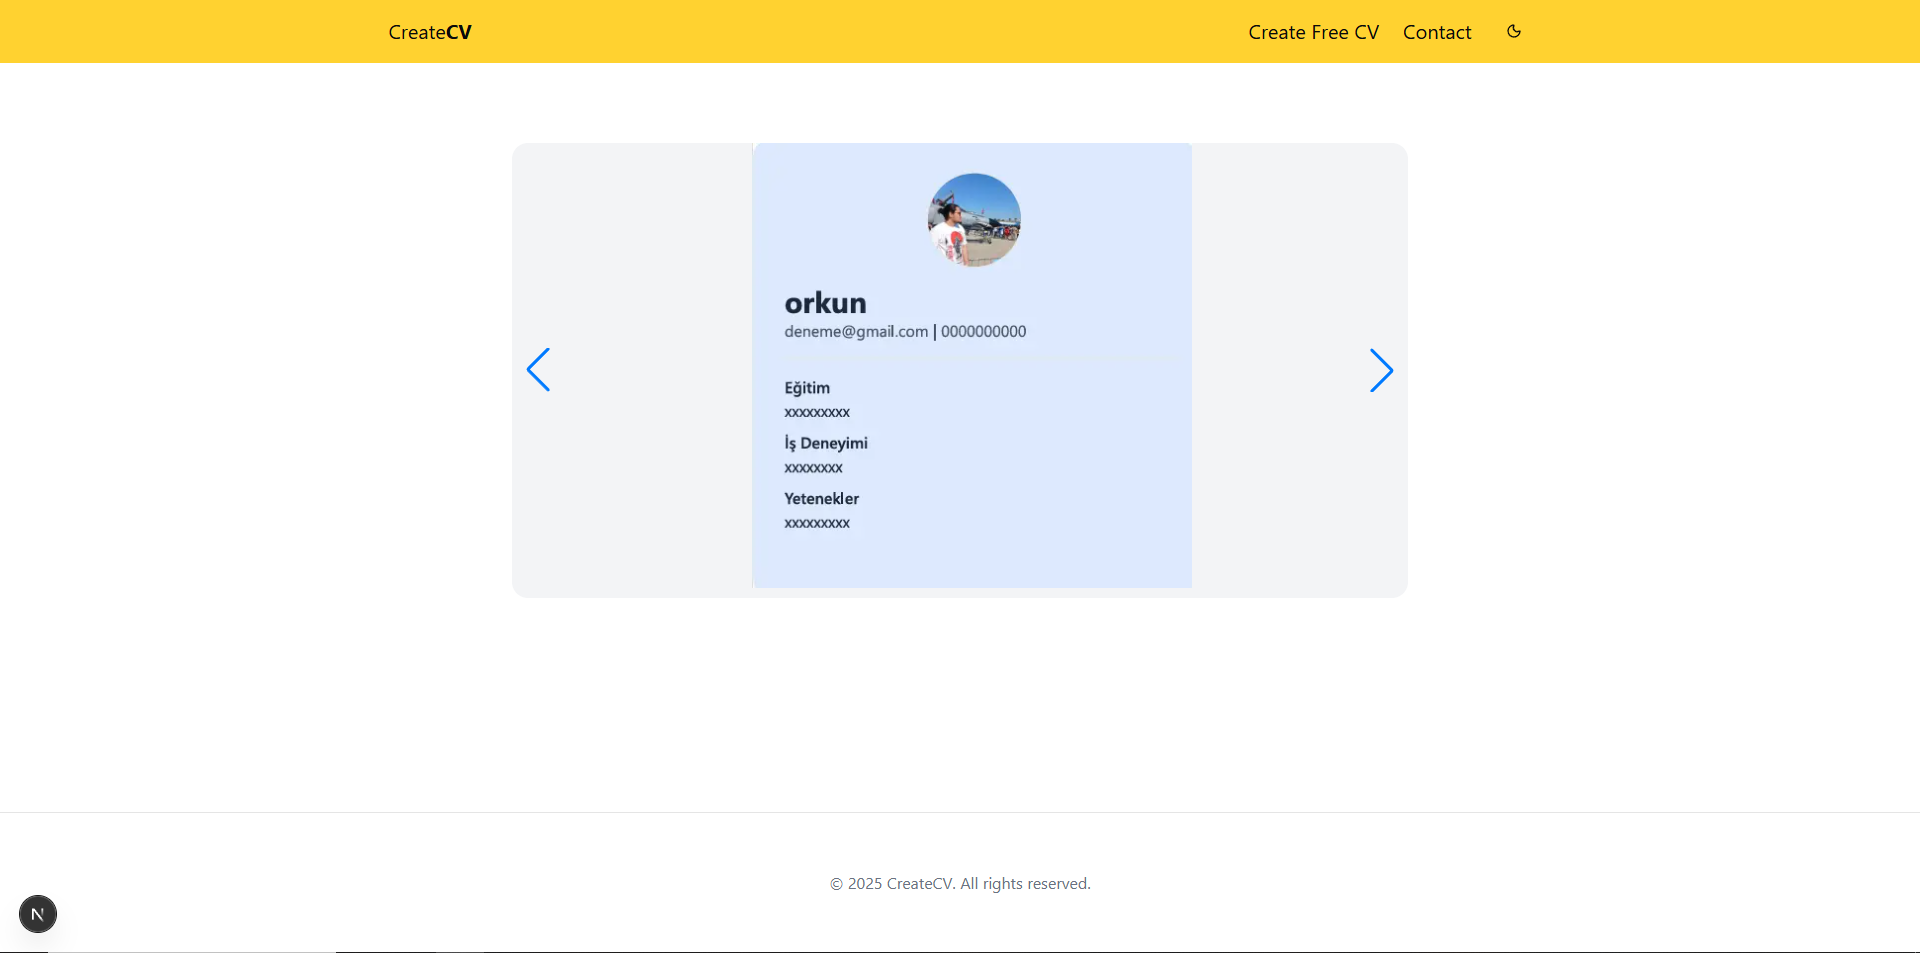 CreateCV
Create Free CV
Contact
orkun
deneme@gmail.com | 0000000000
Eğitim
xxxxxxxxx
İş Deneyimi
xxxxxxxx
Yetenekler
xxxxxxxxx
© 2025 CreateCV. All rights reserved.
N